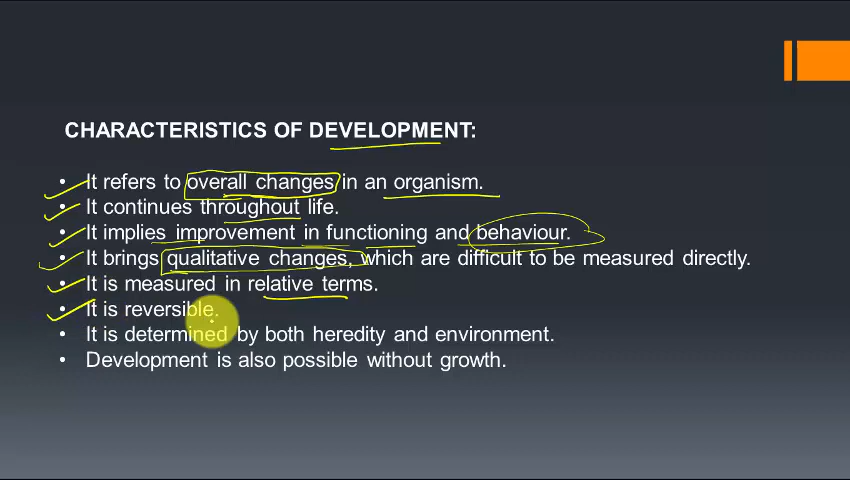 CHARACTERISTICS OF DEVELOPMENT:
• It refers to overall changes in an organism.
• It continues throughout life.
• It implies improvement in functioning and behaviour.
• It brings qualitative changes, which are difficult to be measured directly.
• It is measured in relative terms.
• It is reversible.
• It is determined by both heredity and environment.
• Development is also possible without growth.